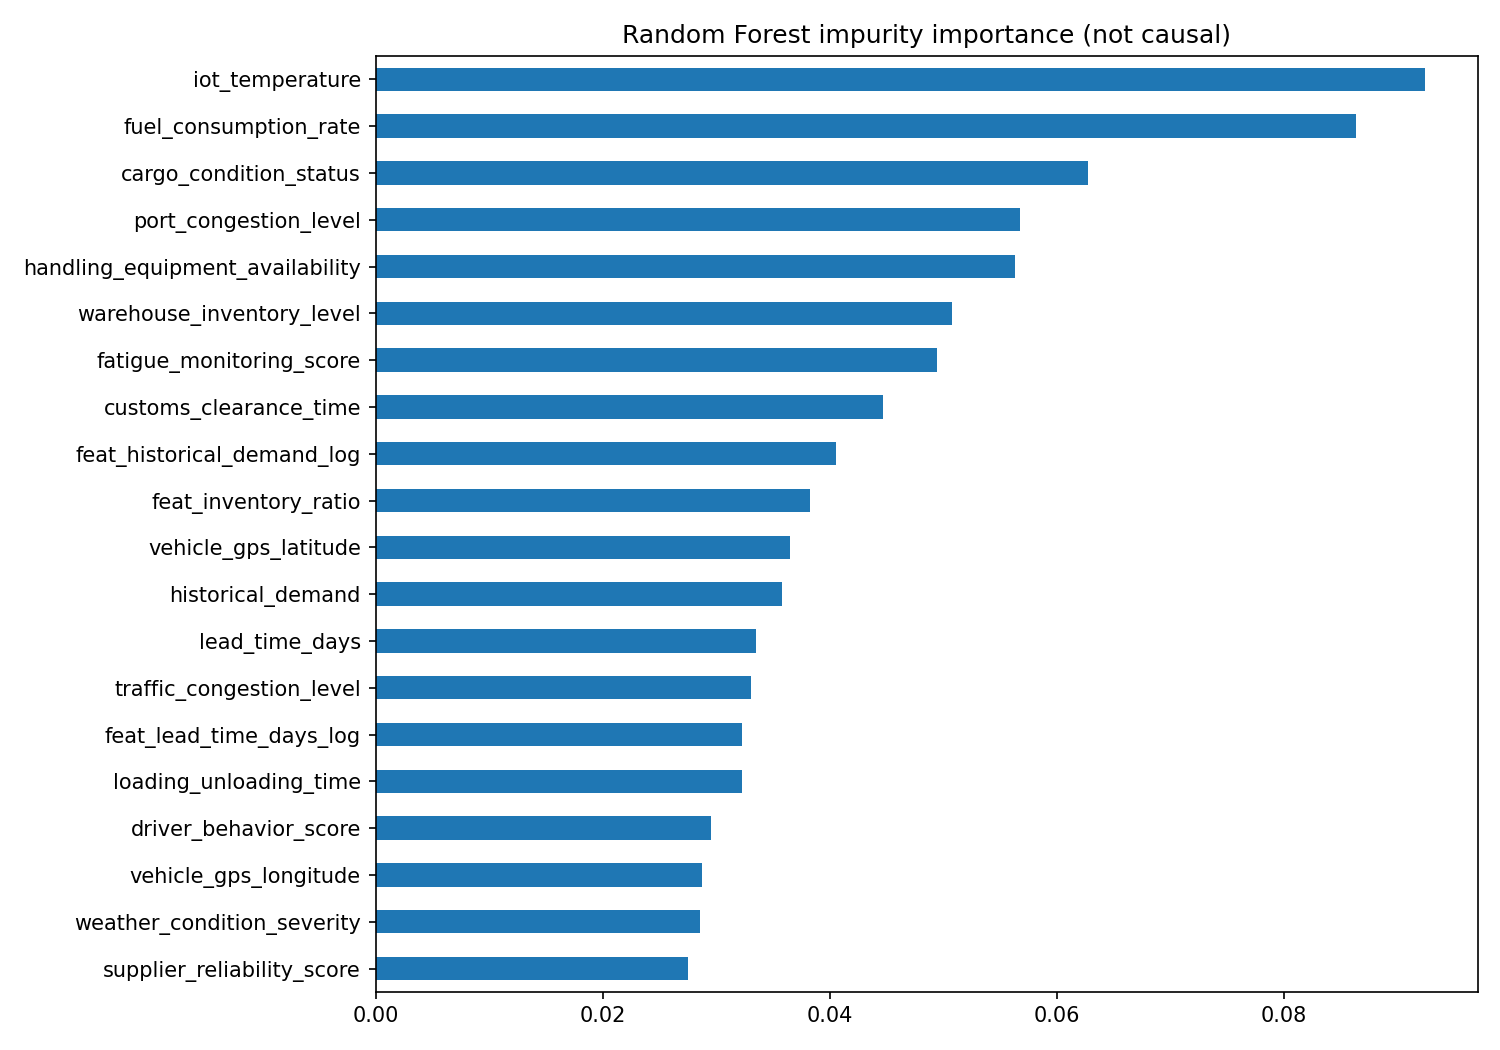 Random Forest impurity importance (not causal)
iot_temperature
fuel_consumption_rate
cargo_condition_status
port_congestion_level
handling_equipment_availability
warehouse_inventory_level
fatigue_monitoring_score
customs_clearance_time
feat_historical_demand_log
feat_inventory_ratio
vehicle_gps_latitude
historical_demand
lead_time_days
traffic_congestion_level
feat_lead_time_days_log
loading_unloading_time
driver_behavior_score
vehicle_gps_longitude
weather_condition_severity
supplier_reliability_score
0.00 0.02 0.04 0.06 0.08